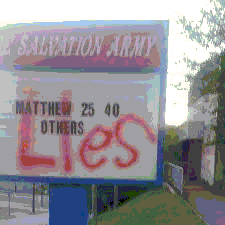 SALVATION ARMY
MATTHEW 25 40
OTHERS
Lies